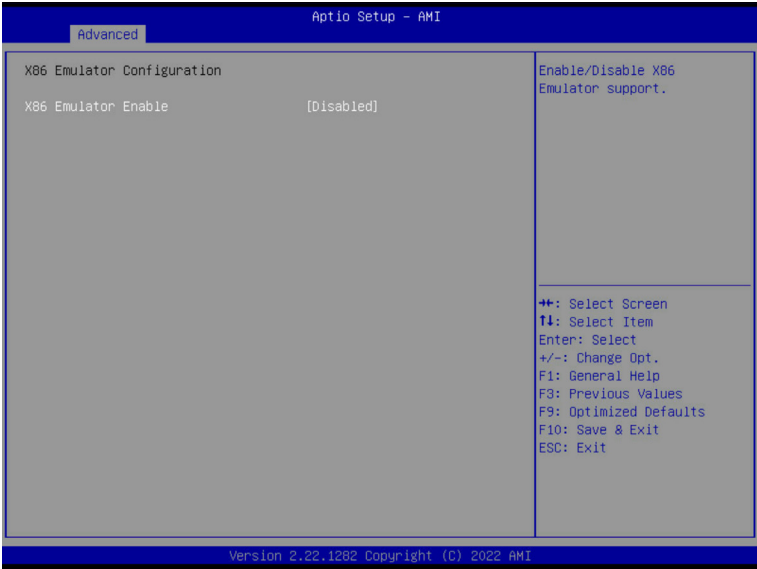 Aptio Setup – AMI
Advanced
X86 Emulator Configuration
X86 Emulator Enable [Disabled]
Enable/Disable X86
Emulator support.
→←: Select Screen
↑↓: Select Item
Enter: Select
+/-: Change Opt.
F1: General Help
F3: Previous Values
F9: Optimized Defaults
F10: Save & Exit
ESC: Exit
Version 2.22.1282 Copyright (C) 2022 AMI